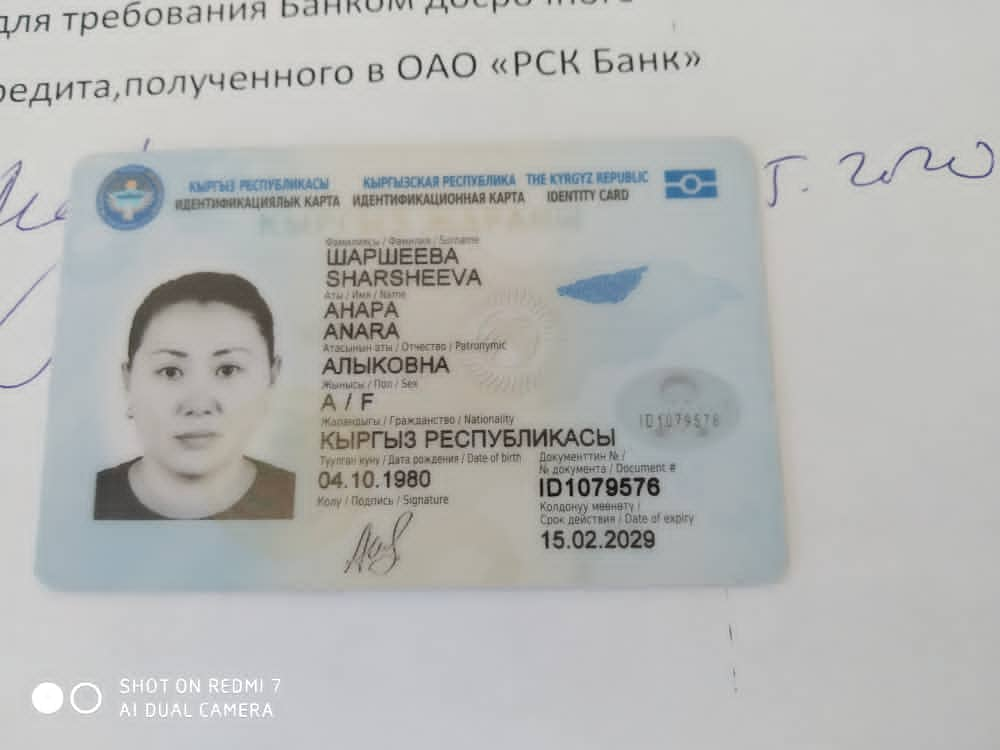 для требования Банком досрочного
редита,полученного в ОАО «РСК Банк»
г. 2020
КЫРГЫЗ РЕСПУБЛИКАСЫ КЫРГЫЗСКАЯ РЕСПУБЛИКА THE KYRGYZ REPUBLIC
ИДЕНТИФИКАЦИЯЛЫК КАРТА ИДЕНТИФИКАЦИОННАЯ КАРТА IDENTITY CARD
Фамилиясы / Фамилия / Surname
ШАРШЕЕВА
SHARSHEEVA
Аты / Имя / Name
АНАРА
ANARA
Атасынын аты / Отчество / Patronymic
АЛЫКОВНА
Жынысы / Пол / Sex
А / F
Жарандыгы / Гражданство / Nationality
КЫРГЫЗ РЕСПУБЛИКАСЫ
Туулган күнү / Дата рождения / Date of birth
04.10.1980
Колу / Подпись / Signature
ID1079576
Документтин № /
№ документа / Document #
ID1079576
Колдонуу мөөнөтү /
Срок действия / Date of expiry
15.02.2029
SHOT ON REDMI 7
AI DUAL CAMERA